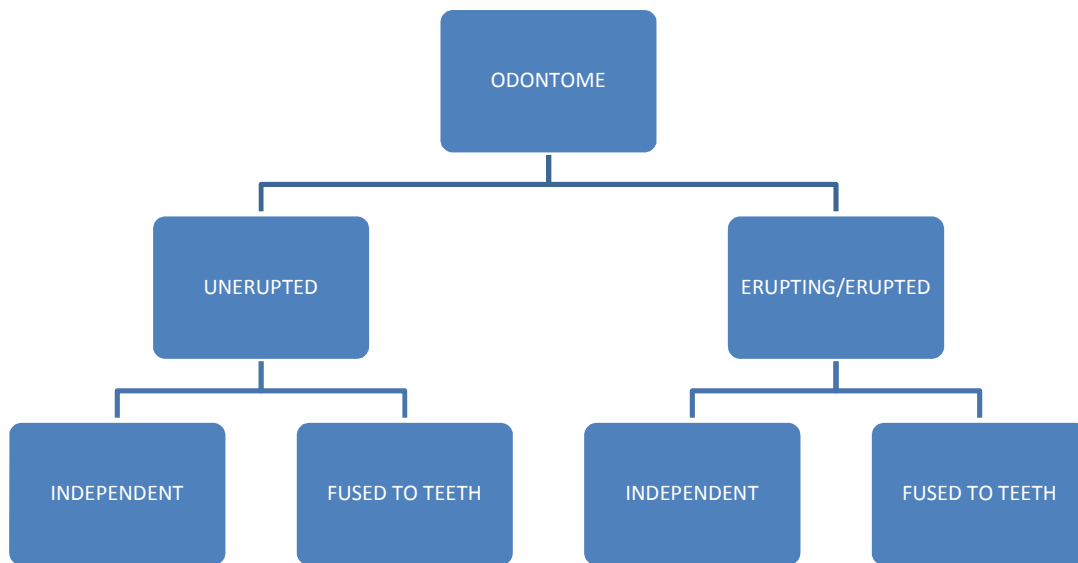 ODONTOME
UNERUPTED
ERUPTING/ERUPTED
INDEPENDENT
FUSED TO TEETH
INDEPENDENT
FUSED TO TEETH